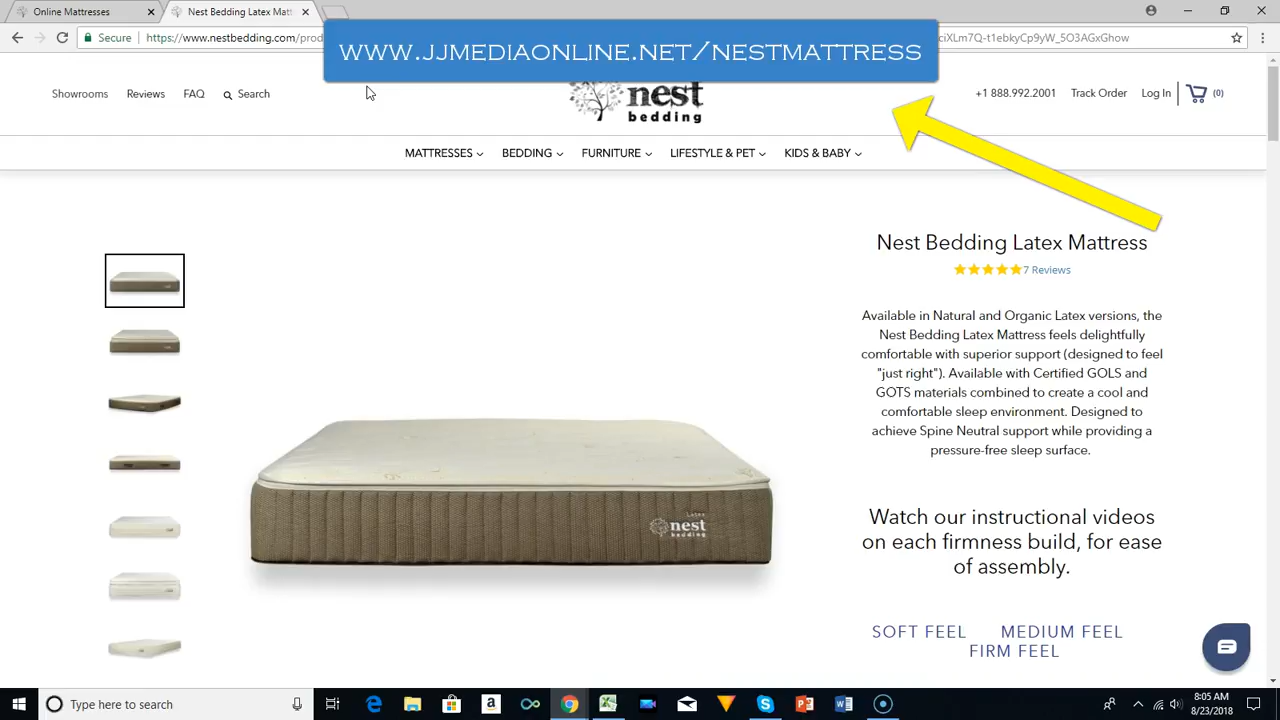 Online Mattresses
Nest Bedding Latex Matt
WWW.JJMEDIAONLINE.NET/NESTMATTRESS
Secure
https://www.nestbedding.com/prod
ciXLm7Q-t1ebkyCp9yW_5O3AGxGhow
Showrooms
Reviews
FAQ
Search
nest
bedding
+1 888.992.2001
Track Order
Log In
(0)
MATTRESSES
BEDDING
FURNITURE
LIFESTYLE & PET
KIDS & BABY
Nest Bedding Latex Mattress
7 Reviews
Available in Natural and Organic Latex versions, the
Nest Bedding Latex Mattress feels delightfully
comfortable with superior support (designed to feel
"just right"). Available with Certified GOLS and
GOTS materials combined to create a cool and
comfortable sleep environment. Designed to
achieve Spine Neutral support while providing a
pressure-free sleep surface.
Latex
nest
bedding
Watch our instructional videos
on each firmness build, for ease
of assembly.
SOFT FEEL
MEDIUM FEEL
FIRM FEEL
Type here to search
8:05 AM
8/23/2018